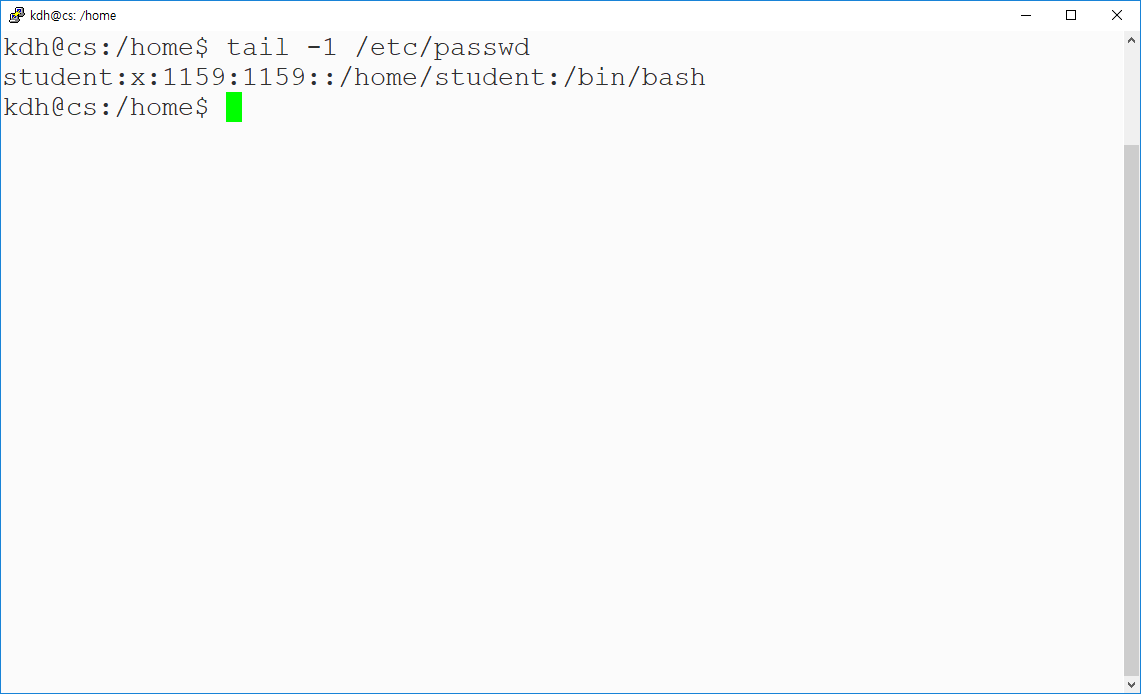 kdh@cs: /home
kdh@cs:/home$ tail -1 /etc/passwd
student:x:1159:1159::/home/student:/bin/bash
kdh@cs:/home$